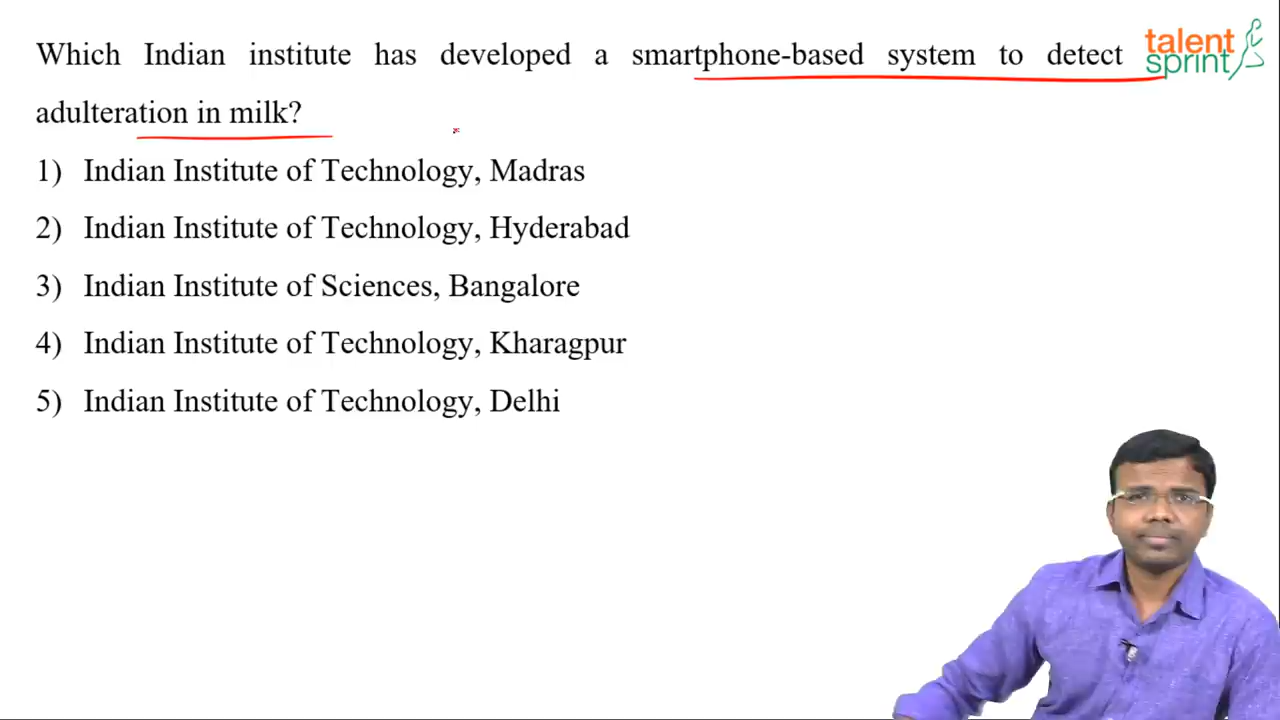 Which Indian institute has developed a smartphone-based system to detect
adulteration in milk?
1) Indian Institute of Technology, Madras
2) Indian Institute of Technology, Hyderabad
3) Indian Institute of Sciences, Bangalore
4) Indian Institute of Technology, Kharagpur
5) Indian Institute of Technology, Delhi
talent
sprint